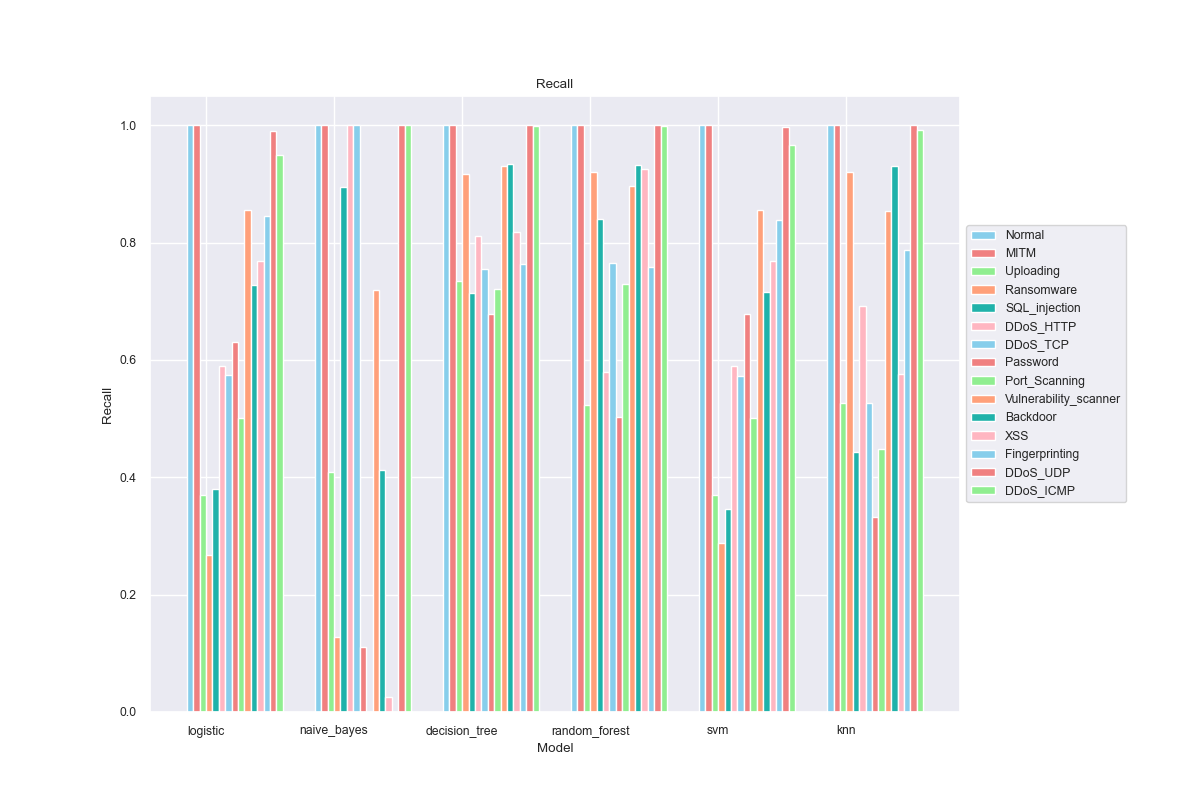 Recall
1.0
0.8
0.6
0.4
0.2
0.0
Recall
logistic
naive_bayes
decision_tree
random_forest
svm
knn
Model
Normal
MITM
Uploading
Ransomware
SQL_injection
DDoS_HTTP
DDoS_TCP
Password
Port_Scanning
Vulnerability_scanner
Backdoor
XSS
Fingerprinting
DDoS_UDP
DDoS_ICMP